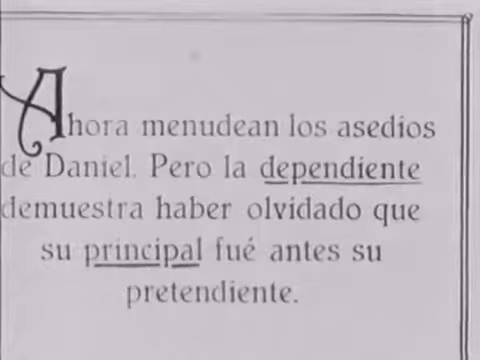 Ahora menudean los asedios
de Daniel. Pero la dependiente
demuestra haber olvidado que
su principal fué antes su
pretendiente.